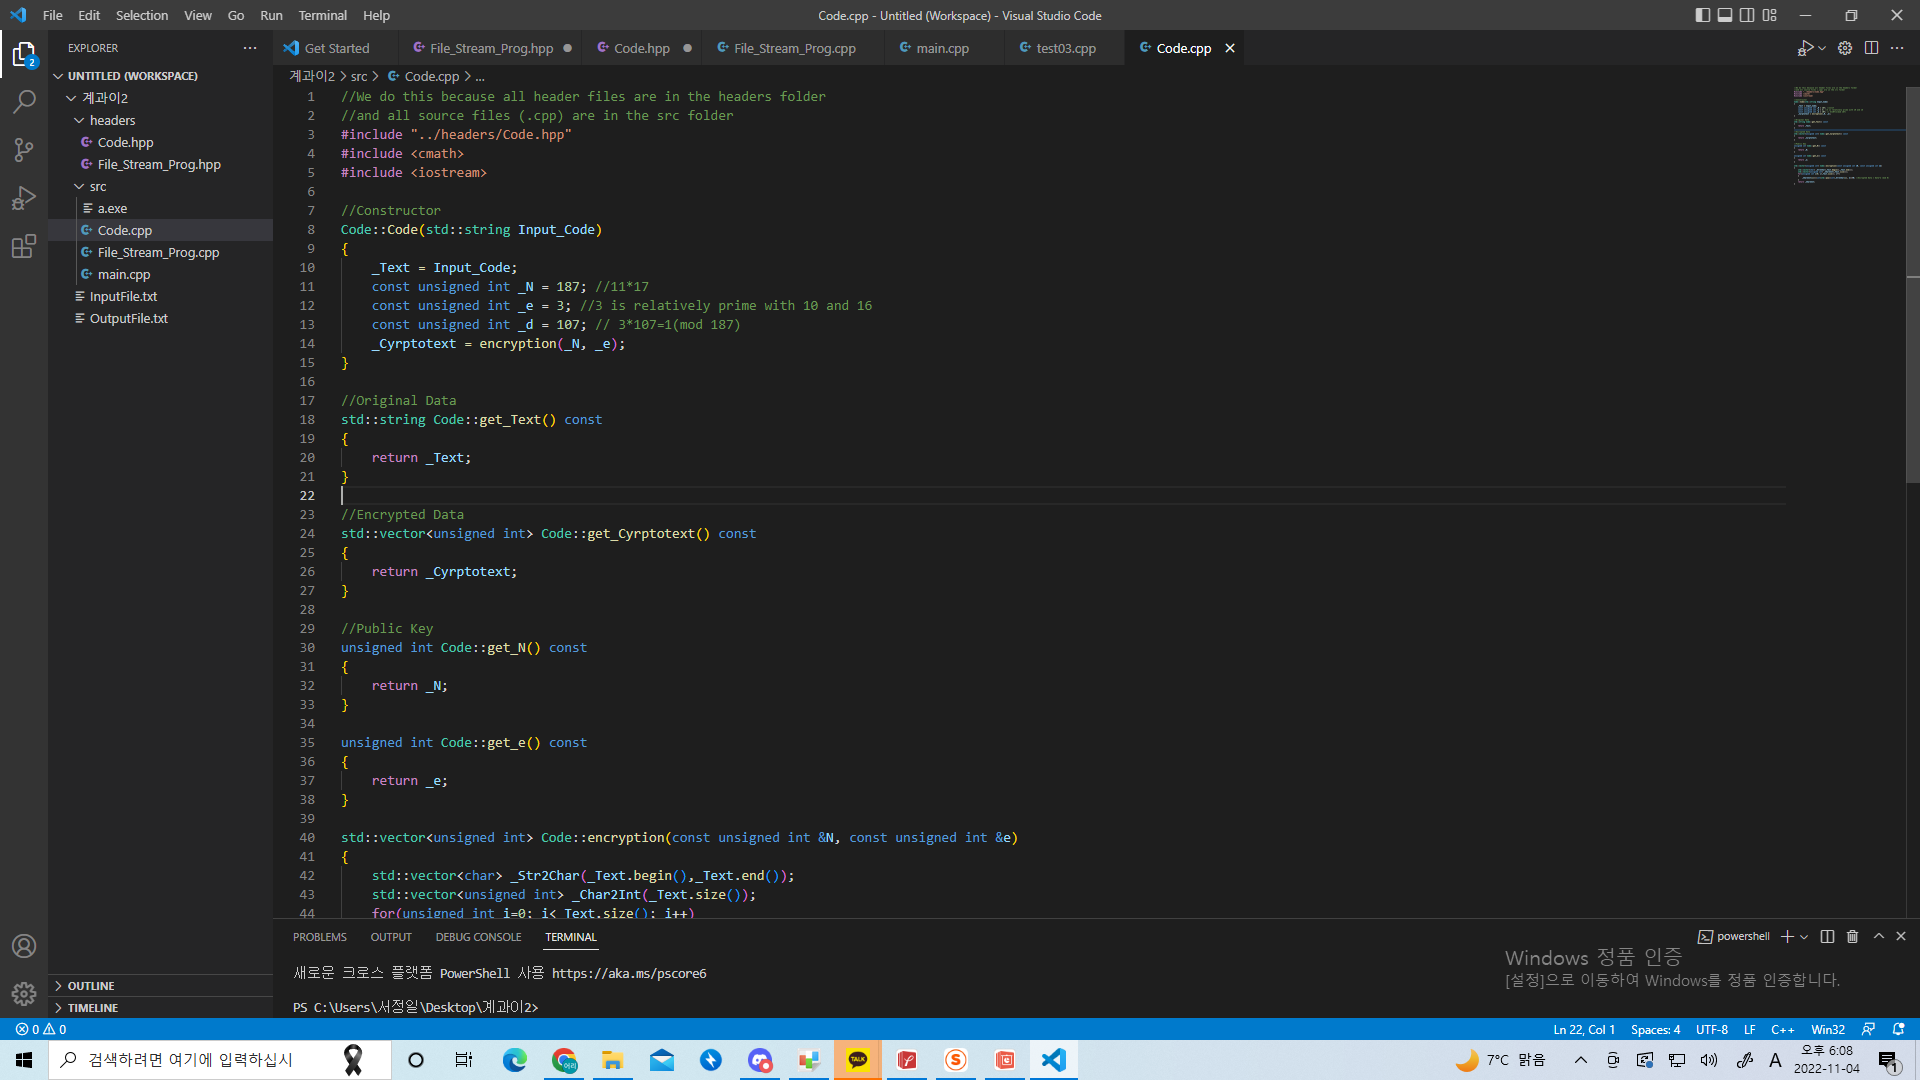 File Edit Selection View Go Run Terminal Help
Code.cpp - Untitled (Workspace) - Visual Studio Code
EXPLORER
Get Started File_Stream_Prog.hpp Code.hpp File_Stream_Prog.cpp main.cpp test03.cpp Code.cpp
2
UNTITLED (WORKSPACE)
계과이2
headers
Code.hpp
File_Stream_Prog.hpp
src
a.exe
Code.cpp
File_Stream_Prog.cpp
main.cpp
InputFile.txt
OutputFile.txt
OUTLINE
TIMELINE
계과이2 > src > Code.cpp > ...
1 //We do this because all header files are in the headers folder
2 //and all source files (.cpp) are in the src folder
3 #include "../headers/Code.hpp"
4 #include <cmath>
5 #include <iostream>
6
7 //Constructor
8 Code::Code(std::string Input_Code)
9 {
10 _Text = Input_Code;
11 const unsigned int _N = 187; //11*17
12 const unsigned int _e = 3; //3 is relatively prime with 10 and 16
13 const unsigned int _d = 107; // 3*107=1(mod 187)
14 _Cyrptotext = encryption(_N, _e);
15 }
16
17 //Original Data
18 std::string Code::get_Text() const
19 {
20 return _Text;
21 }
22
23 //Encrypted Data
24 std::vector<unsigned int> Code::get_Cyrptotext() const
25 {
26 return _Cyrptotext;
27 }
28
29 //Public Key
30 unsigned int Code::get_N() const
31 {
32 return _N;
33 }
34
35 unsigned int Code::get_e() const
36 {
37 return _e;
38 }
39
40 std::vector<unsigned int> Code::encryption(const unsigned int &N, const unsigned int &e)
41 {
42 std::vector<char> _Str2Char(_Text.begin(),_Text.end());
43 std::vector<unsigned int> _Char2Int(_Text.size());
44 for(unsigned int i=0; i<_Text.size(); i++)
PROBLEMS OUTPUT DEBUG CONSOLE TERMINAL
powershell
새로운 크로스 플랫폼 PowerShell 사용 https://aka.ms/pscore6
PS C:\Users\서정일\Desktop\계과이2>
Windows 정품 인증
[설정]으로 이동하여 Windows를 정품 인증합니다.
0 0
Ln 22, Col 1 Spaces: 4 UTF-8 LF C++ Win32
검색하려면 여기에 입력하십시
어리
TALK
S
7°C 맑음
A
오후 6:08
2022-11-04
1